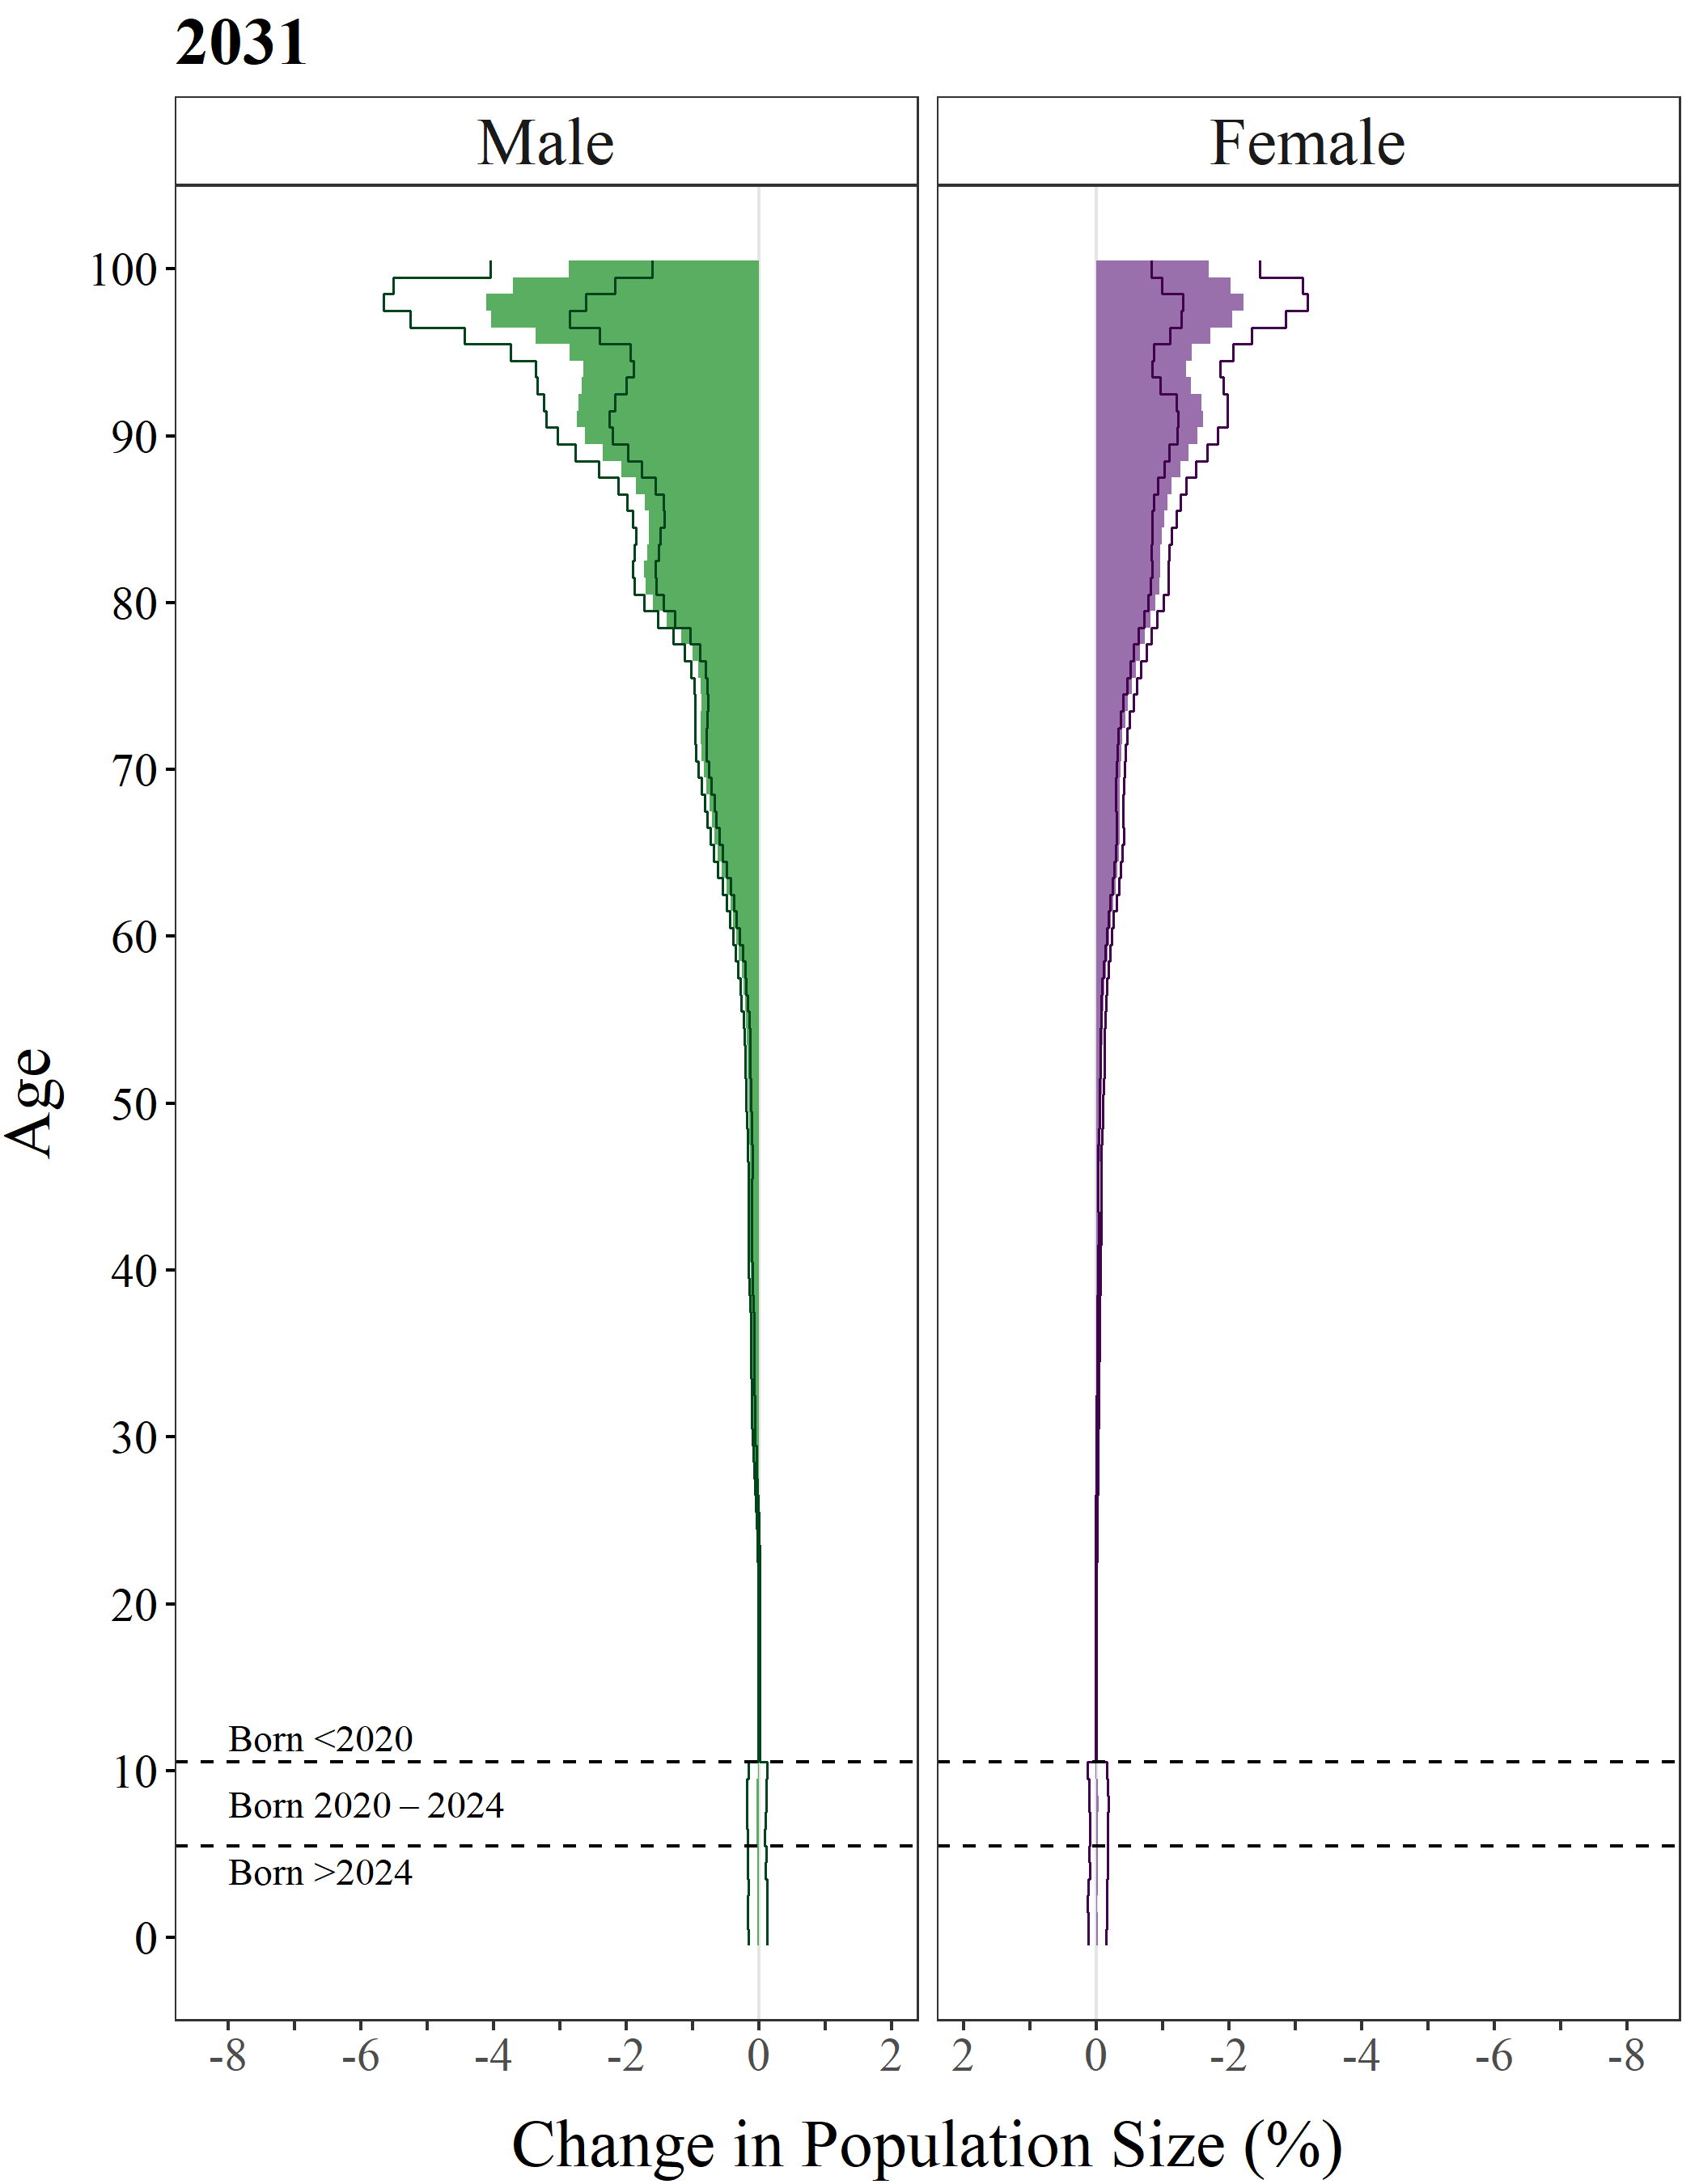 2031
Male
Female
100
90
80
70
60
50
40
30
20
10
0
Age
Born <2020
Born 2020 – 2024
Born >2024
-8 -6 -4 -2 0 2
2 0 -2 -4 -6 -8
Change in Population Size (%)